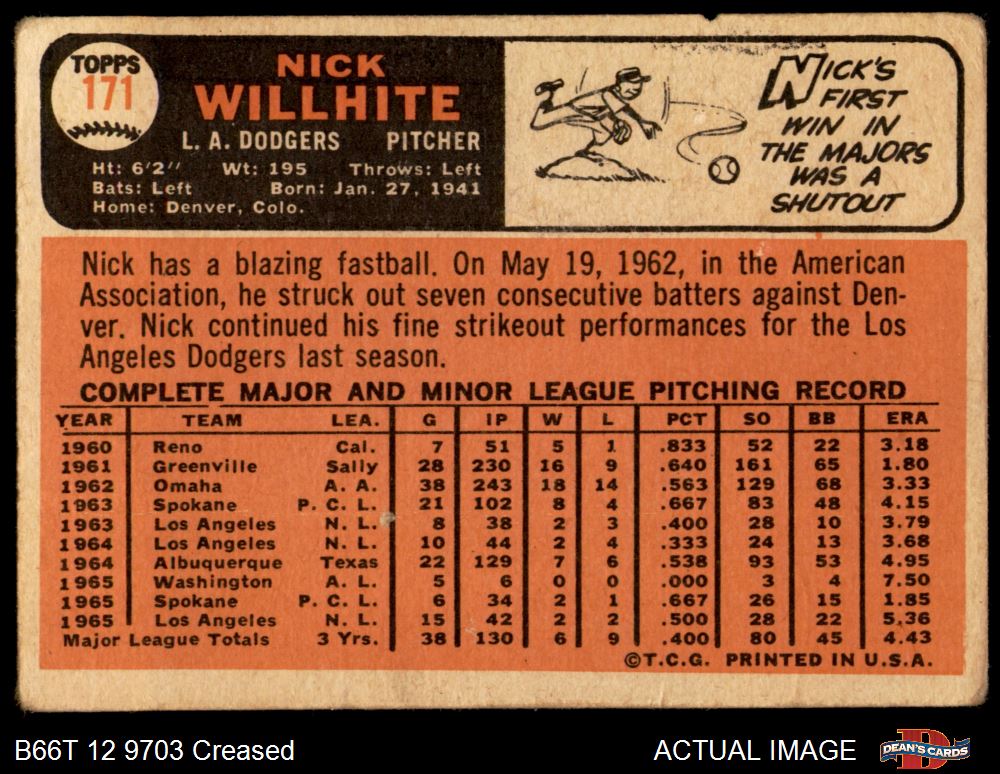 TOPPS
171
NICK
WILLHITE
L. A. DODGERS PITCHER
Ht: 6'2" Wt: 195 Throws: Left
Bats: Left Born: Jan. 27, 1941
Home: Denver, Colo.
NICK'S
FIRST
WIN IN
THE MAJORS
WAS A
SHUTOUT
Nick has a blazing fastball. On May 19, 1962, in the American
Association, he struck out seven consecutive batters against Den-
ver. Nick continued his fine strikeout performances for the Los
Angeles Dodgers last season.
COMPLETE MAJOR AND MINOR LEAGUE PITCHING RECORD
YEAR TEAM LEA. G IP W L PCT SO BB ERA
1960 Reno Cal. 7 51 5 1 .833 52 22 3.18
1961 Greenville Sally 28 230 16 9 .640 161 65 1.80
1962 Omaha A. A. 38 243 18 14 .563 129 68 3.33
1963 Spokane P. C. L. 21 102 8 4 .667 83 48 4.15
1963 Los Angeles N. L. 8 38 2 3 .400 28 10 3.79
1964 Los Angeles N. L. 10 44 2 4 .333 24 13 3.68
1964 Albuquerque Texas 22 129 7 6 .538 93 53 4.95
1965 Washington A. L. 5 6 0 0 .000 3 4 7.50
1965 Spokane P. C. L. 6 34 2 1 .667 26 15 1.85
1965 Los Angeles N. L. 15 42 2 2 .500 28 22 5.36
Major League Totals 3 Yrs. 38 130 6 9 .400 80 45 4.43
©T.C.G. PRINTED IN U.S.A.
B66T 12 9703 Creased
ACTUAL IMAGE
DEAN'S CARDS